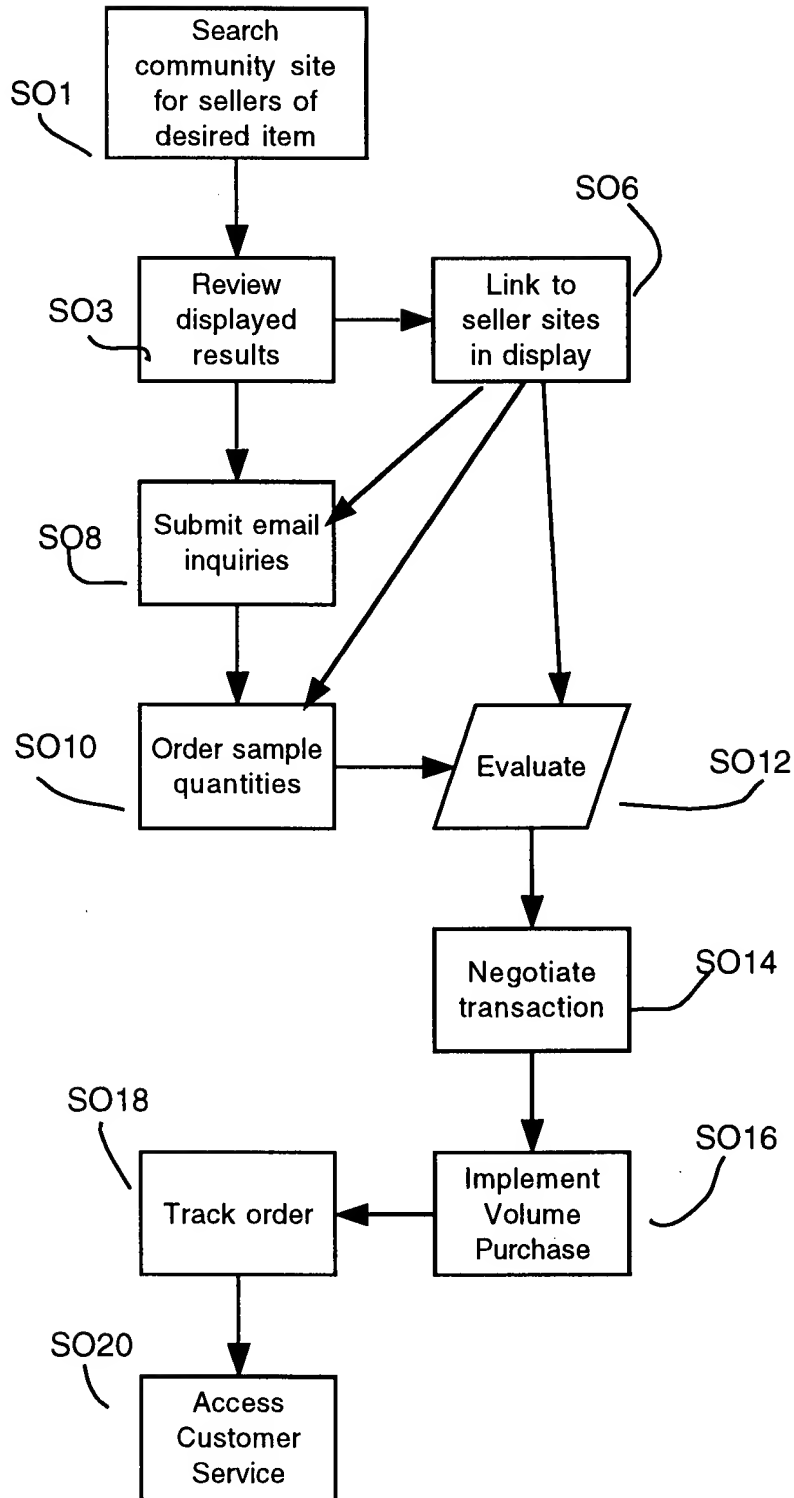 Search
community site
for sellers of
desired item
SO1
SO6
Review
displayed
results
SO3
Link to
seller sites
in display
Submit email
inquiries
SO8
Order sample
quantities
SO10
Evaluate
SO12
Negotiate
transaction
SO14
SO18
Track order
Implement
Volume
Purchase
SO16
SO20
Access
Customer
Service